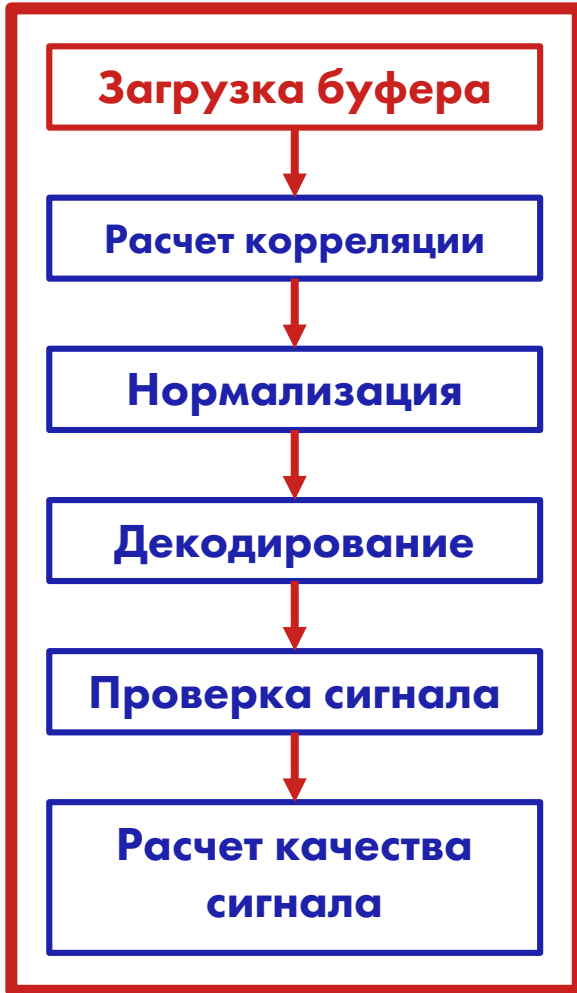 Загрузка буфера
Расчет корреляции
Нормализация
Декодирование
Проверка сигнала
Расчет качества
сигнала